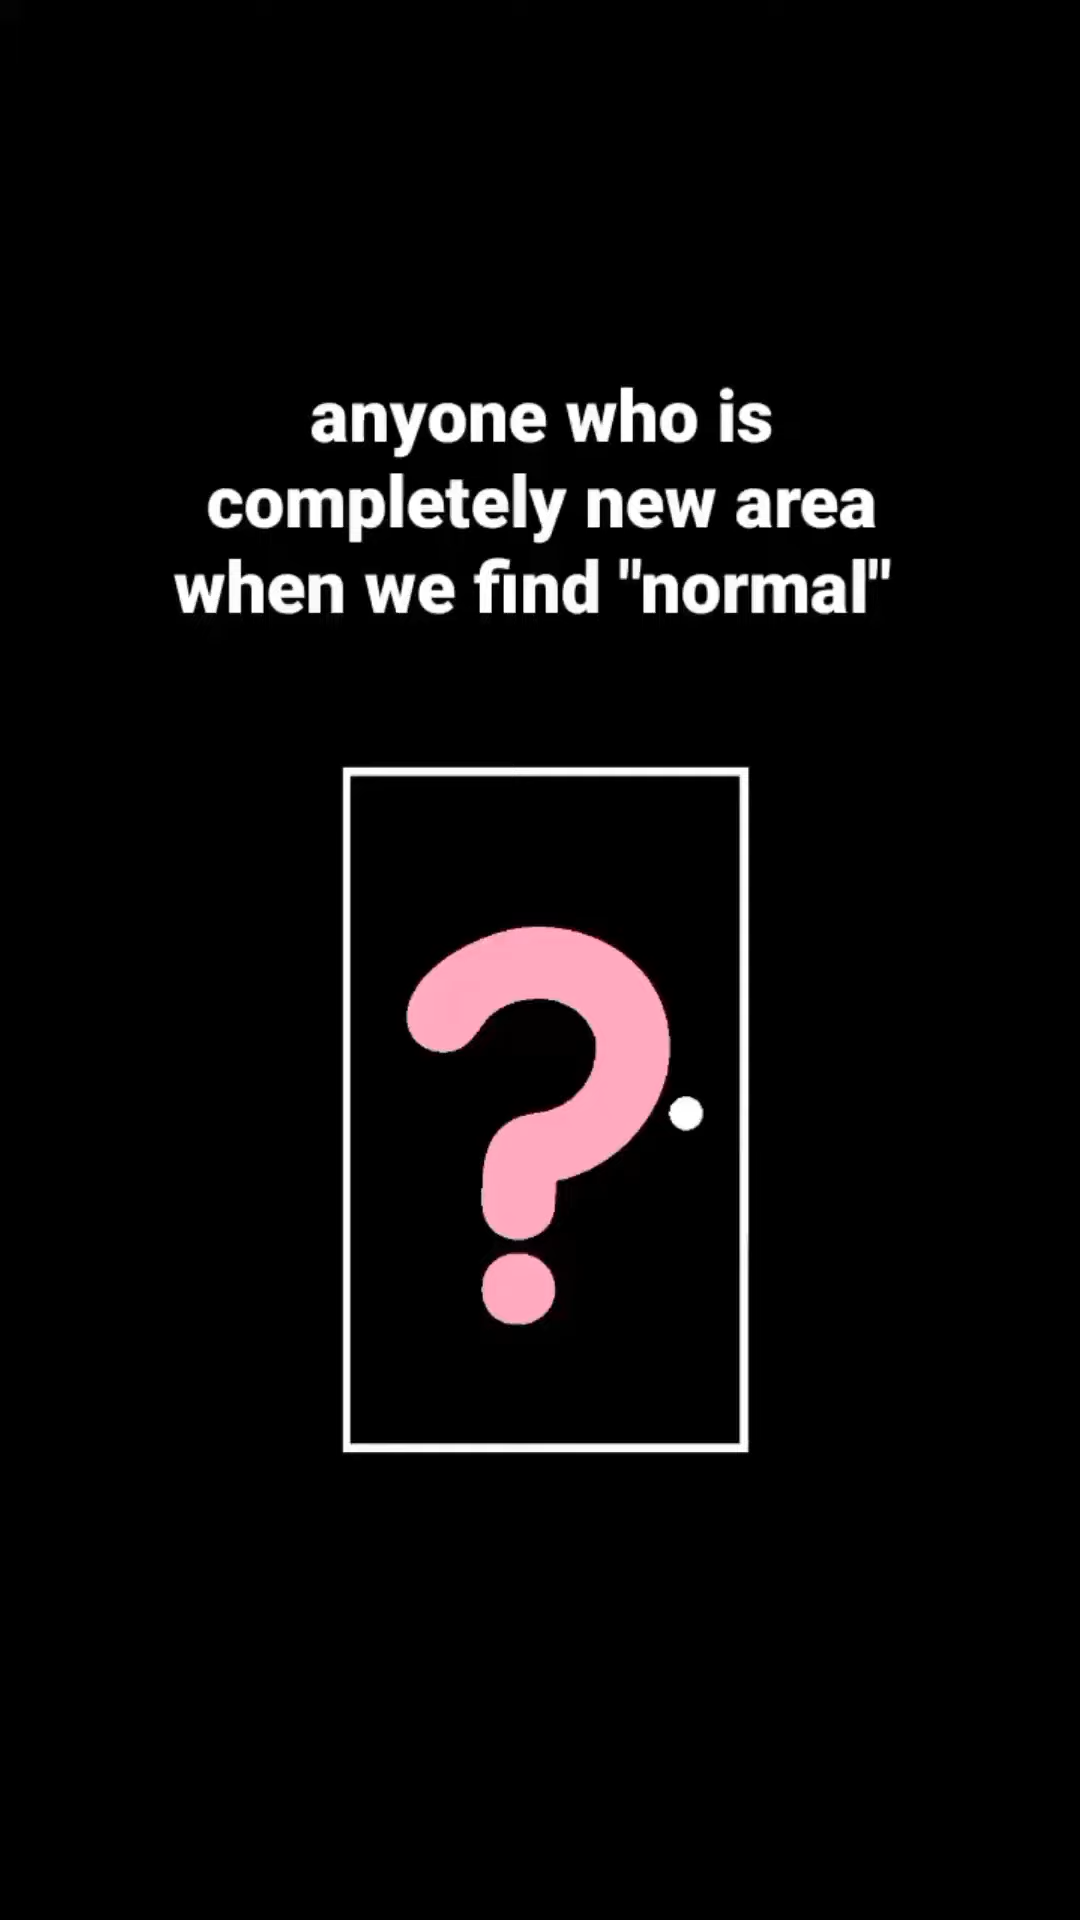 anyone who is
completely new area
when we find "normal"
?